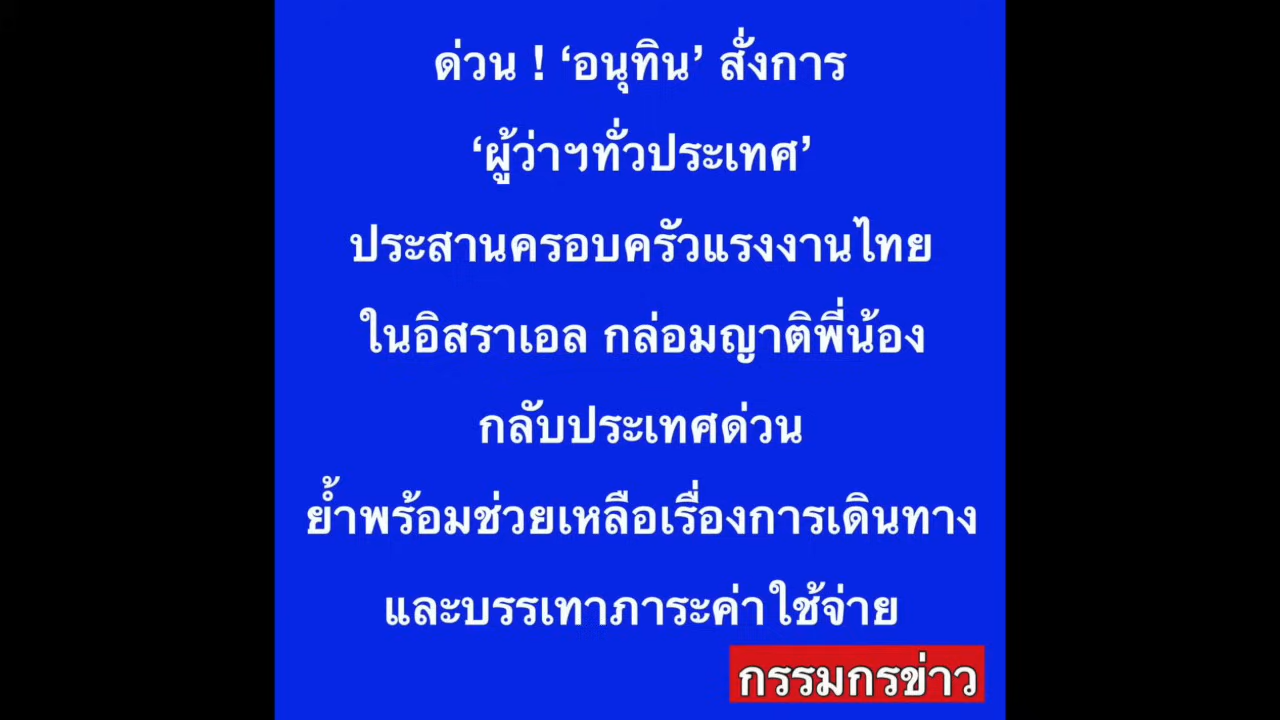 ด่วน ! ‘อนุทิน’ สั่งการ
‘ผู้ว่าฯทั่วประเทศ’
ประสานครอบครัวแรงงานไทย
ในอิสราเอล กล่อมญาติพี่น้อง
กลับประเทศด่วน
ย้ำพร้อมช่วยเหลือเรื่องการเดินทาง
และบรรเทาภาระค่าใช้จ่าย
กรรมกรข่าว